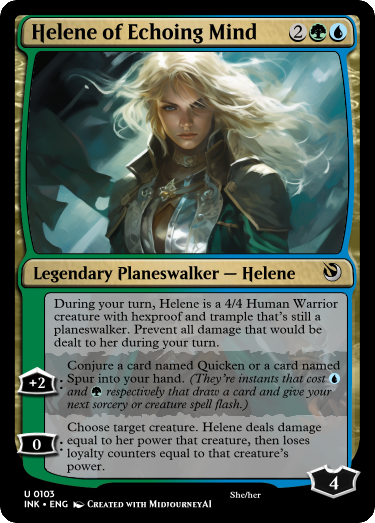 Helene of Echoing Mind 2
Legendary Planeswalker — Helene
During your turn, Helene is a 4/4 Human Warrior
creature with hexproof and trample that's still a
planeswalker. Prevent all damage that would be
dealt to her during your turn.
+2: Conjure a card named Quicken or a card named
Spur into your hand. (They're instants that cost
and respectively that draw a card and give your
next sorcery or creature spell flash.)
0: Choose target creature. Helene deals damage
equal to her power that creature, then loses
loyalty counters equal to that creature's
power.
4
U 0103 She/her
INK • ENG Created with MidjourneyAI